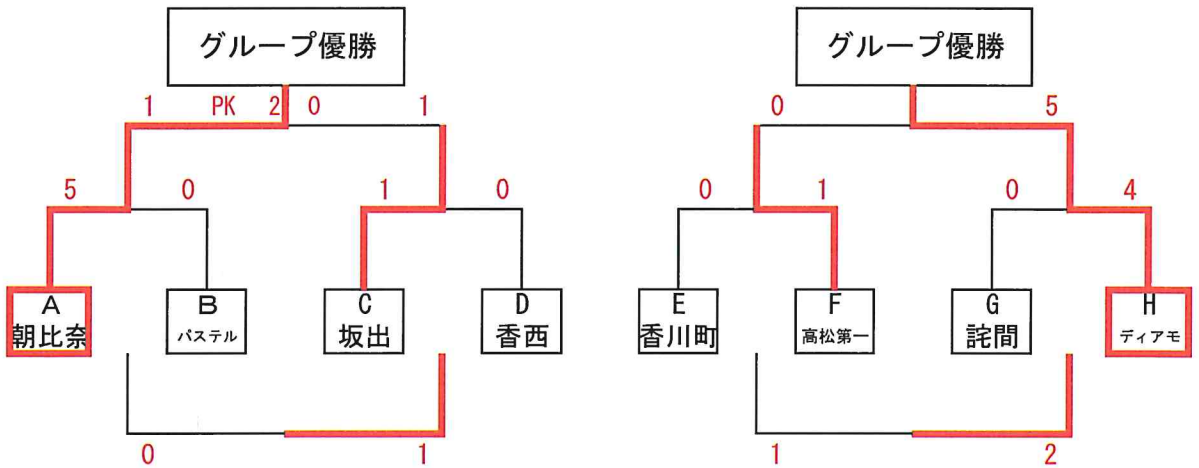 グループ優勝
グループ優勝
1 PK 2 0 1
0 5
5 0 1 0
0 1 0 4
A B C D
E F G H
朝比奈 パステル 坂出 香西
香川町 高松第一 詫間 ディアモ
0 1
1 2